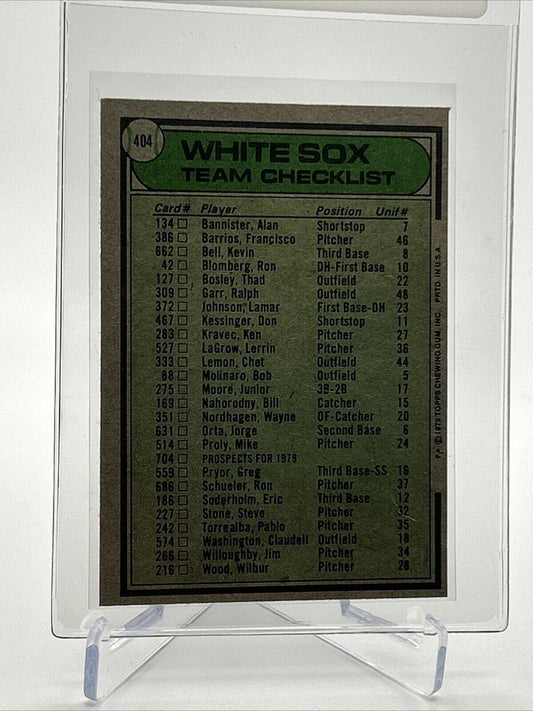 404
WHITE SOX
TEAM CHECKLIST
Card# Player Position Unif#
134 Bannister, Alan Shortstop 7
386 Barrios, Francisco Pitcher 46
662 Bell, Kevin Third Base 8
42 Blomberg, Ron DH-First Base 10
127 Bosley, Thad Outfield 22
309 Garr, Ralph Outfield 48
372 Johnson, Lamar First Base-DH 23
467 Kessinger, Don Shortstop 11
283 Kravec, Ken Pitcher 27
527 LaGrow, Lerrin Pitcher 36
333 Lemon, Chet Outfield 44
88 Molinaro, Bob Outfield 5
275 Moore, Junior 3B-2B 17
169 Nahorodny, Bill Catcher 15
351 Nordhagen, Wayne OF-Catcher 20
631 Orta, Jorge Second Base 6
514 Proly, Mike Pitcher 24
704 PROSPECTS FOR 1979
559 Pryor, Greg Third Base-SS 16
686 Schueler, Ron Pitcher 37
186 Soderholm, Eric Third Base 12
227 Stone, Steve Pitcher 32
242 Torrealba, Pablo Pitcher 35
574 Washington, Claudell Outfield 18
266 Willoughby, Jim Pitcher 34
216 Wood, Wilbur Pitcher 28
F* © 1979 TOPPS CHEWING GUM, INC. PRTD. IN U.S.A.